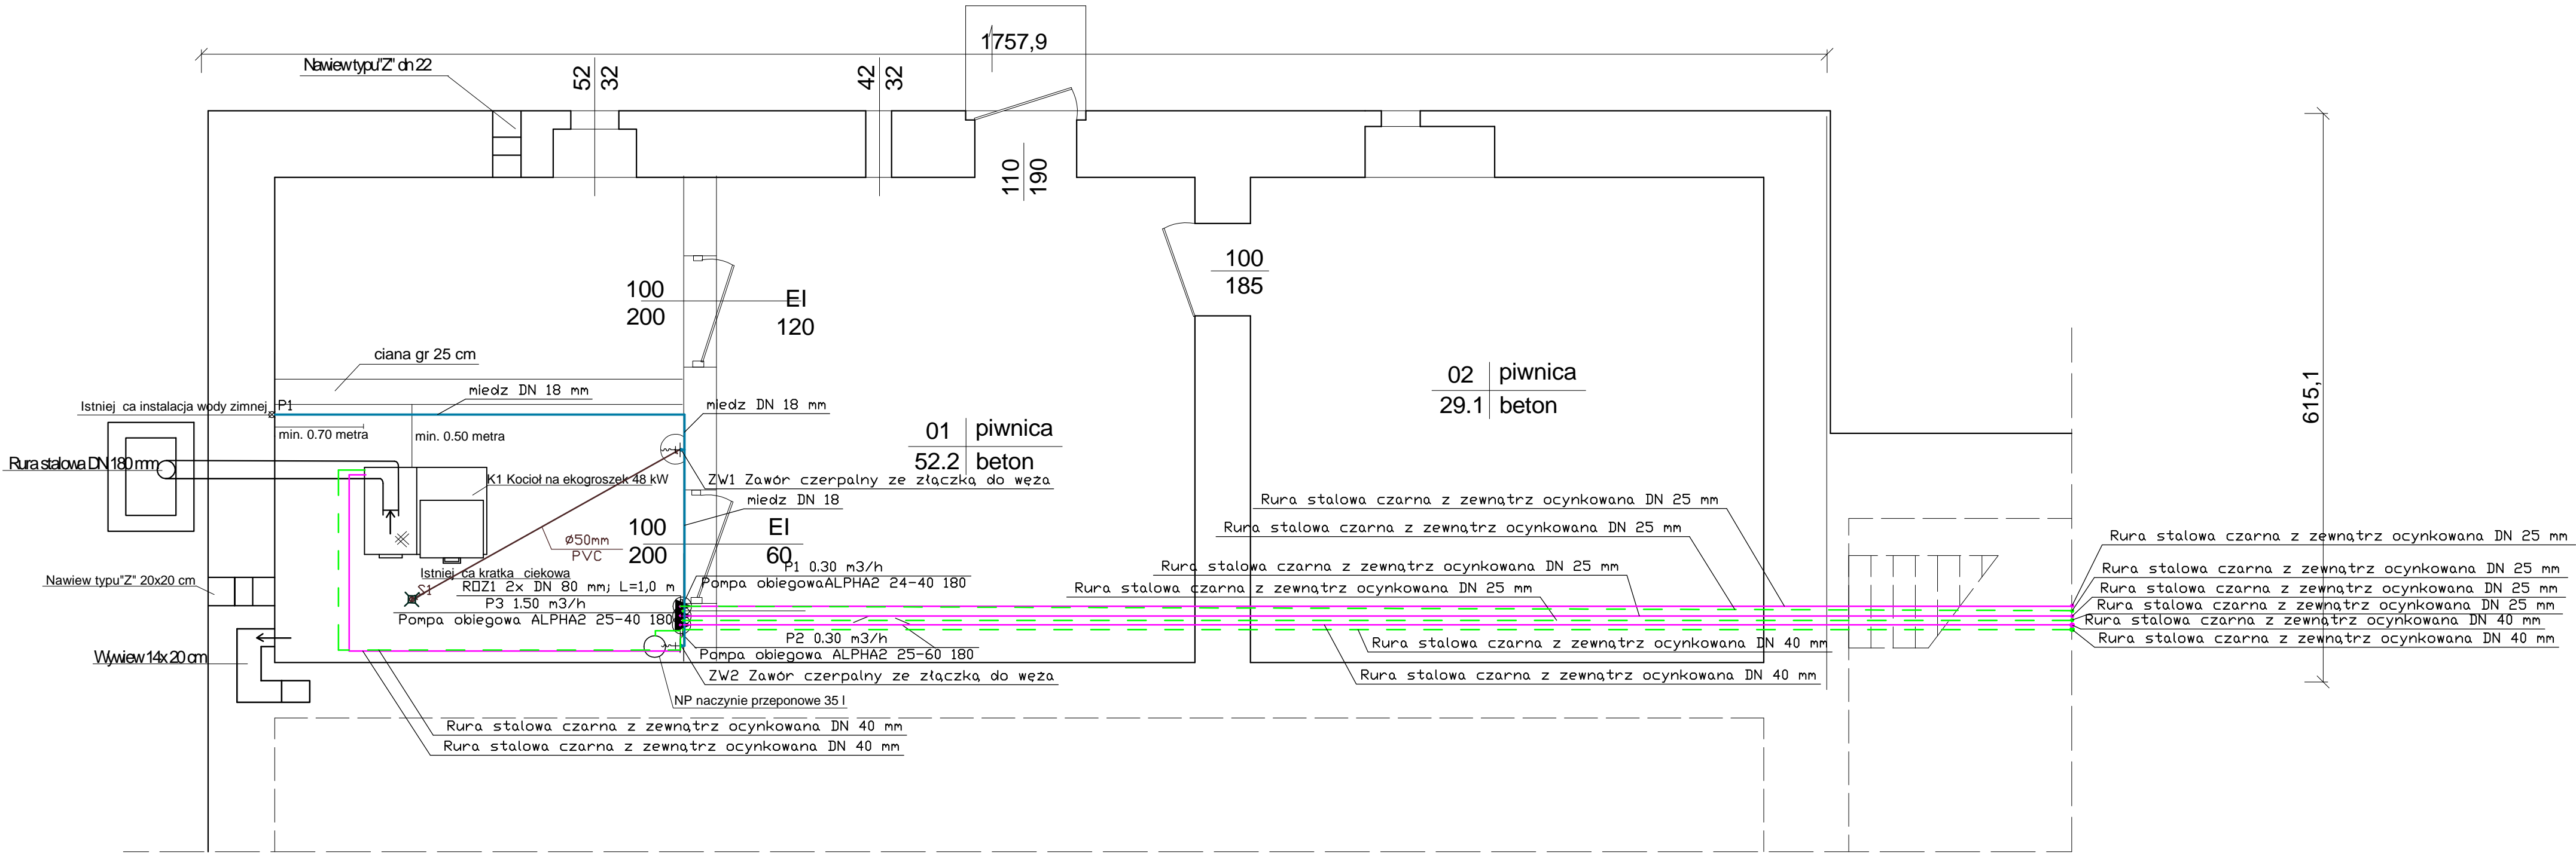 1757,9
Nawiew typu"Z" dn 22
52
32
42
32
110
190
100
185
100
200
EI
120
ciana gr 25 cm
miedz DN 18 mm
Istniej ca instalacja wody zimnej
P1
miedz DN 18 mm
min. 0.70 metra
min. 0.50 metra
01 piwnica
52.2 beton
02 piwnica
29.1 beton
615,1
Rura stalowa DN 180 mm
K1 Kocioł na ekogroszek 48 kW
ZW1 Zawór czerpalny ze złączką do węża
miedz DN 18
100
200
EI
60
Ø50mm
PVC
Rura stalowa czarna z zewnątrz ocynkowana DN 25 mm
Rura stalowa czarna z zewnątrz ocynkowana DN 25 mm
Rura stalowa czarna z zewnątrz ocynkowana DN 25 mm
Rura stalowa czarna z zewnątrz ocynkowana DN 25 mm
Rura stalowa czarna z zewnątrz ocynkowana DN 25 mm
Rura stalowa czarna z zewnątrz ocynkowana DN 25 mm
Rura stalowa czarna z zewnątrz ocynkowana DN 25 mm
Rura stalowa czarna z zewnątrz ocynkowana DN 25 mm
Rura stalowa czarna z zewnątrz ocynkowana DN 40 mm
Rura stalowa czarna z zewnątrz ocynkowana DN 40 mm
Nawiew typu"Z" 20x20 cm
Istniej ca kratka ciekowa
S1
ROZ1 2x DN 80 mm; L=1,0 m
P3 1.50 m3/h
Pompa obiegowa ALPHA2 25-40 180
P1 0.30 m3/h
Pompa obiegowaALPHA2 24-40 180
P2 0.30 m3/h
Pompa obiegowa ALPHA2 25-60 180
Rura stalowa czarna z zewnątrz ocynkowana DN 40 mm
Rura stalowa czarna z zewnątrz ocynkowana DN 40 mm
Wywiew 14x 20 cm
ZW2 Zawór czerpalny ze złączką do węża
NP naczynie przeponowe 35 l
Rura stalowa czarna z zewnątrz ocynkowana DN 40 mm
Rura stalowa czarna z zewnątrz ocynkowana DN 40 mm